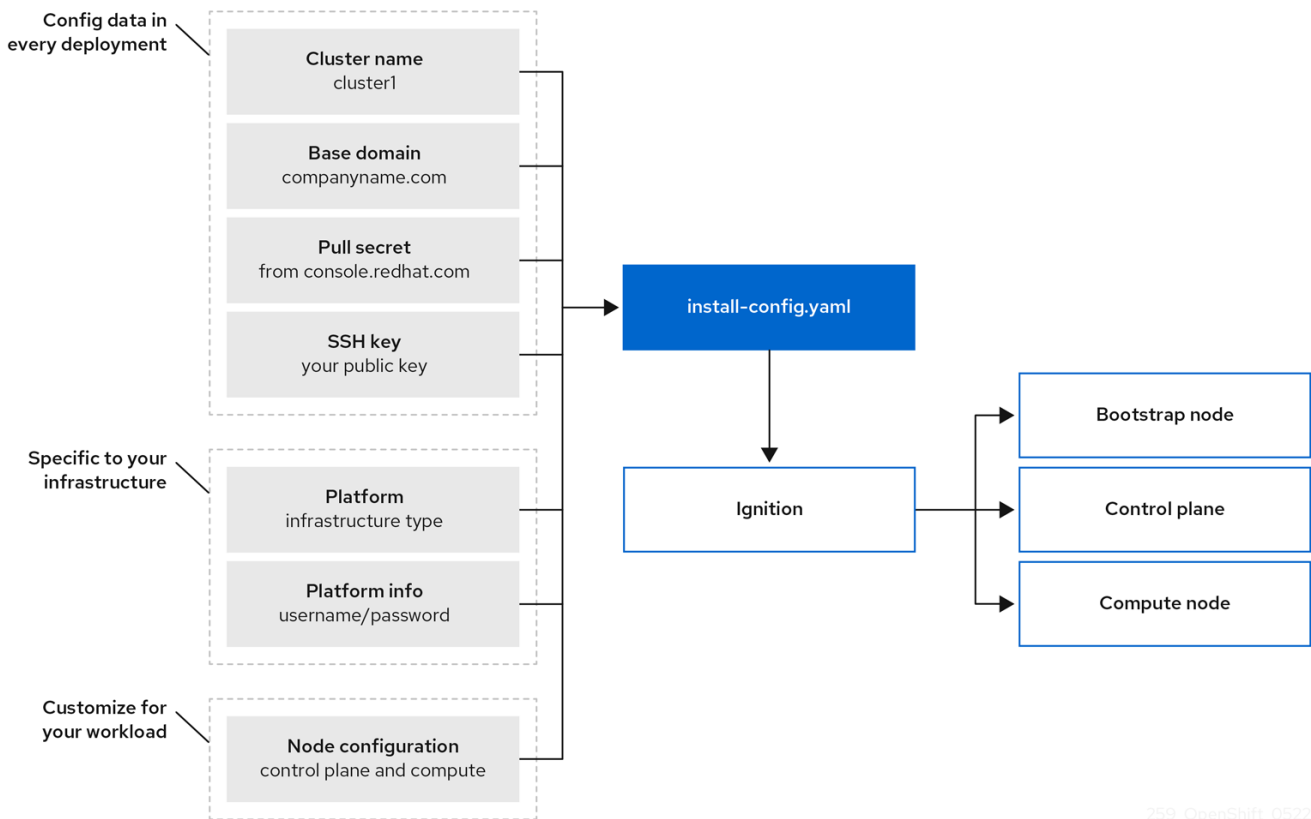 Config data in
every deployment
Cluster name
cluster1
Base domain
companyname.com
Pull secret
from console.redhat.com
SSH key
your public key
Specific to your
infrastructure
Platform
infrastructure type
Platform info
username/password
Customize for
your workload
Node configuration
control plane and compute
install-config.yaml
Ignition
Bootstrap node
Control plane
Compute node
259_OpenShift_0522